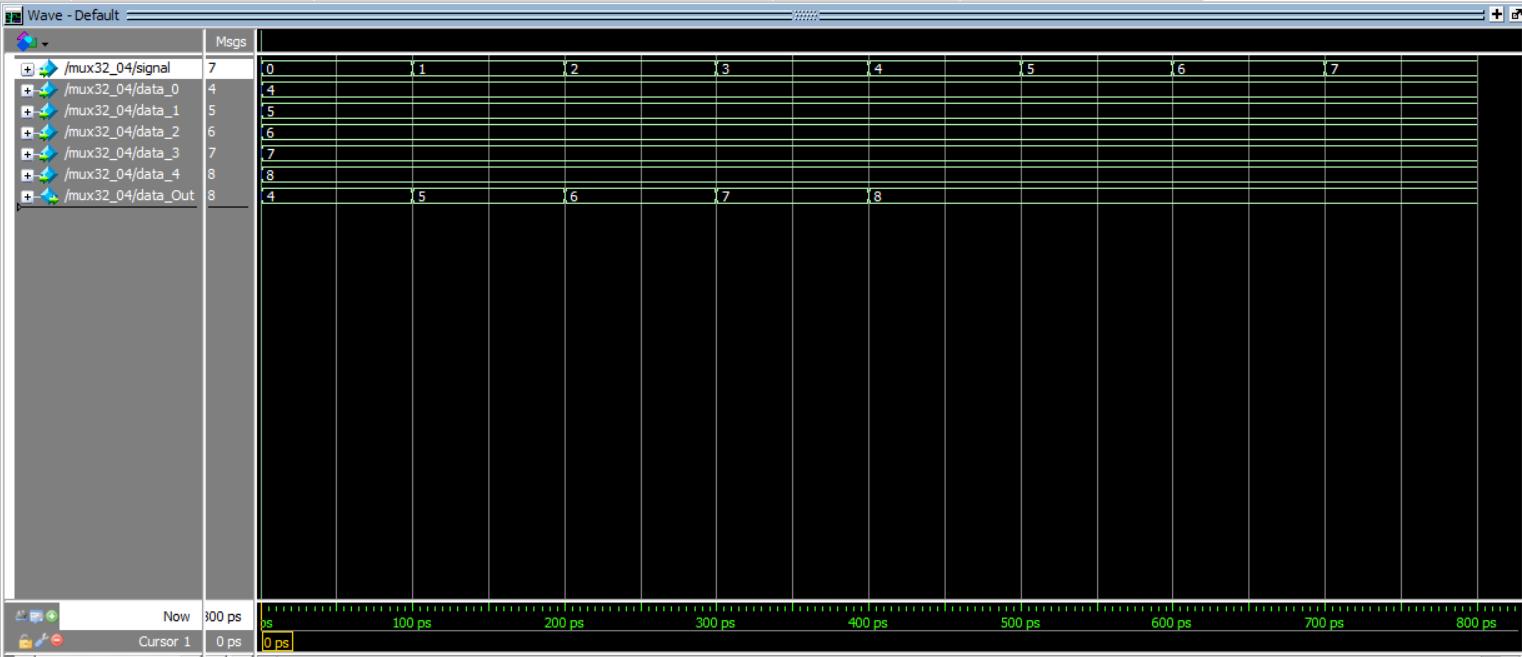 Wave - Default
Msgs
/mux32_04/signal 7 0 1 2 3 4 5 6 7
/mux32_04/data_0 4 4
/mux32_04/data_1 5 5
/mux32_04/data_2 6 6
/mux32_04/data_3 7 7
/mux32_04/data_4 8 8
/mux32_04/data_Out 8 4 5 6 7 8
Now 300 ps ps 100 ps 200 ps 300 ps 400 ps 500 ps 600 ps 700 ps 800 ps
Cursor 1 0 ps 0 ps